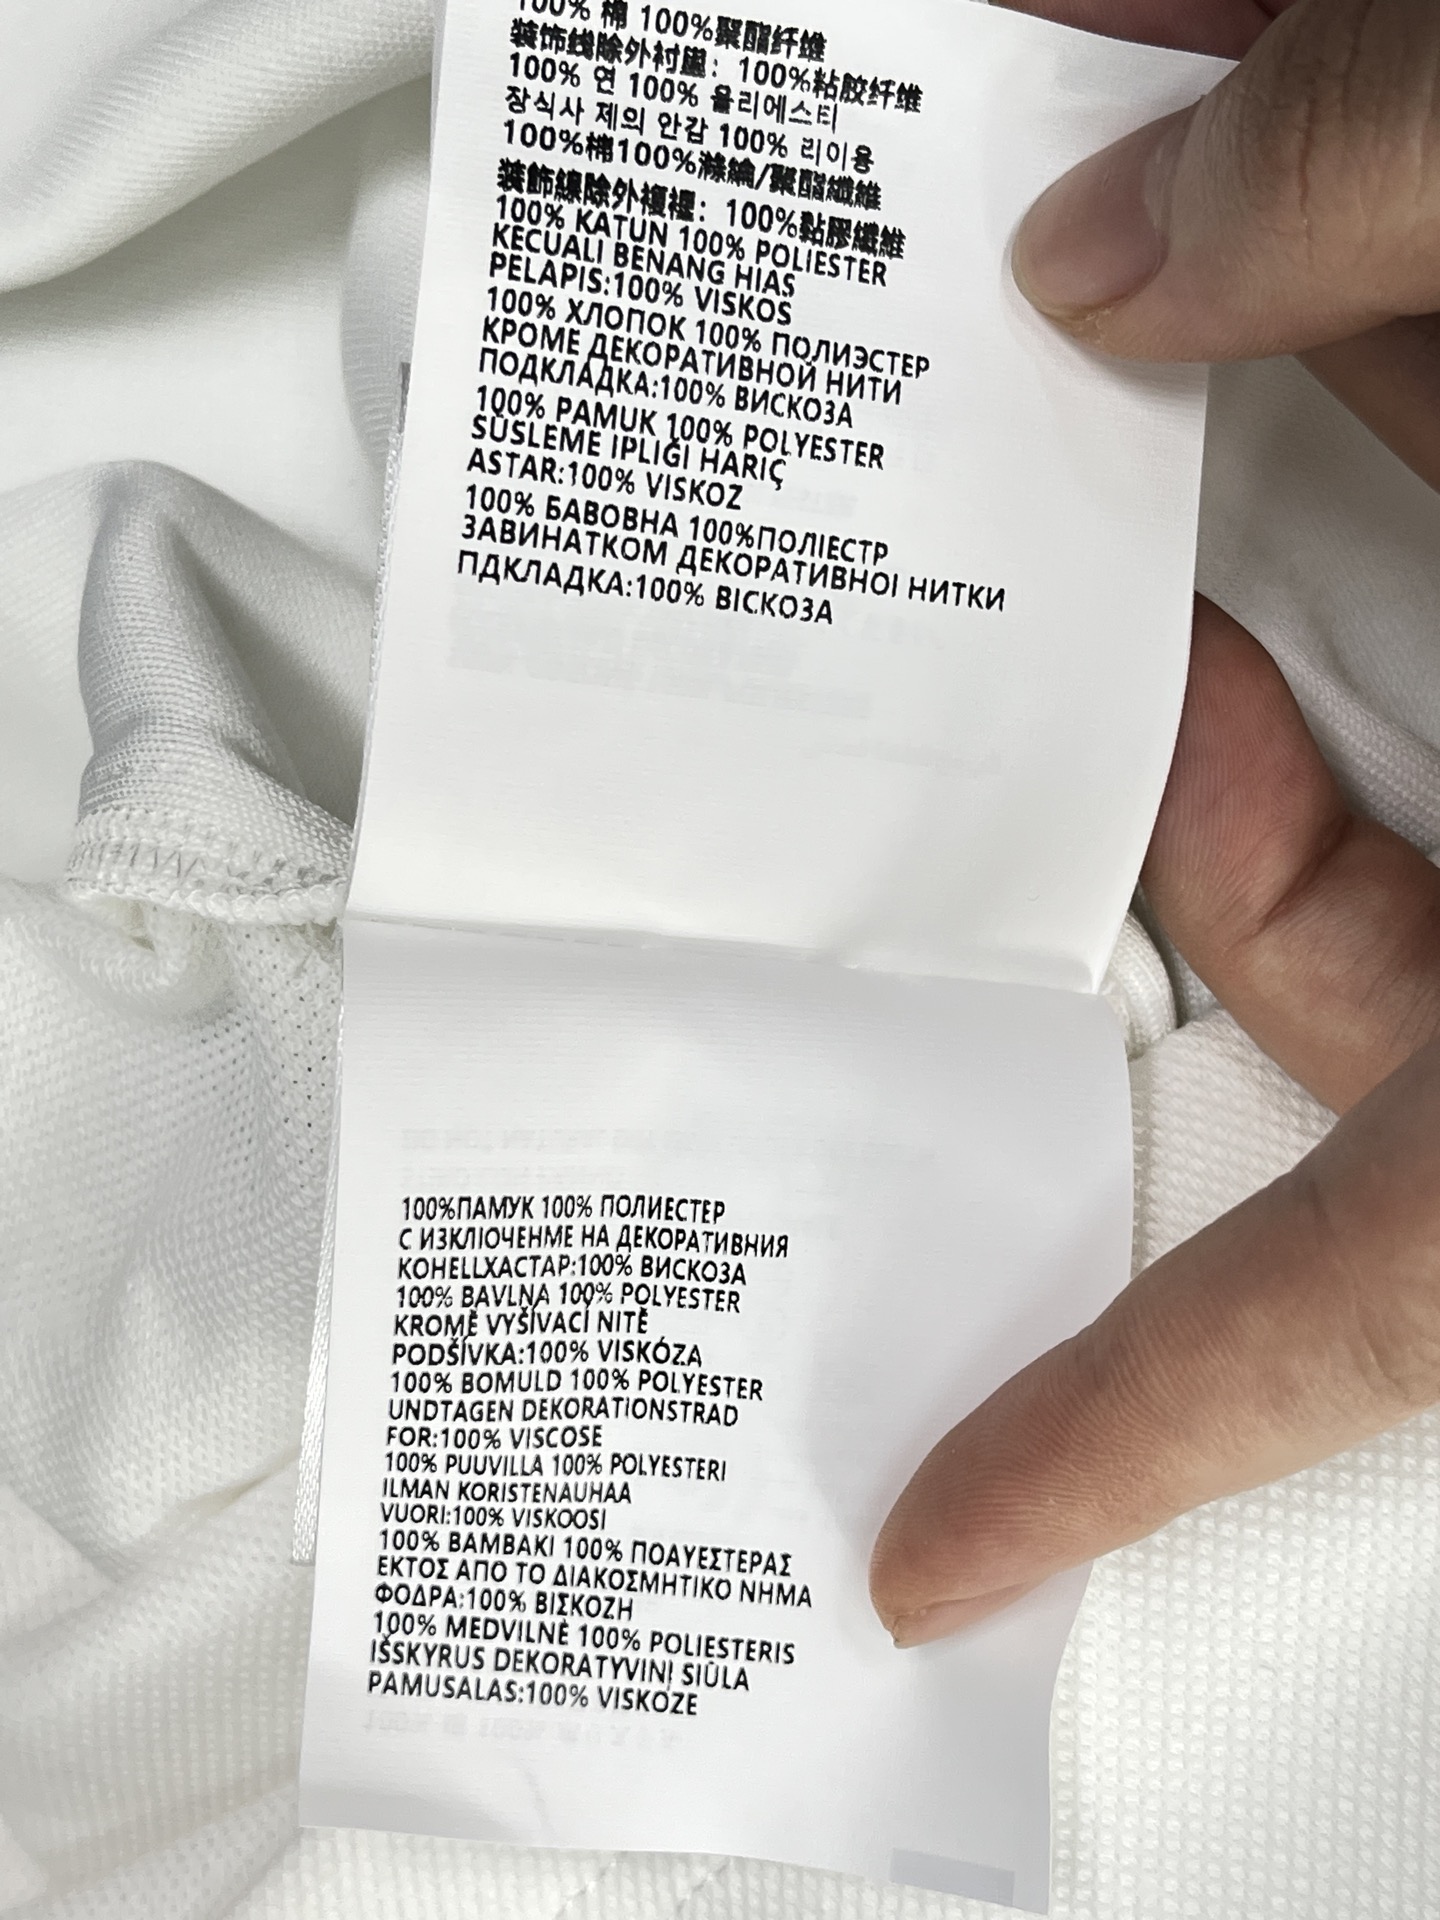 100% 棉 100%聚酯纤维
装饰线除外衬里：100%粘胶纤维
100% 연 100% 율리에스터
장식사 제의 안감 100% 리이용
100%棉100%滌綸/聚酯纖維
装飾線除外襯裡：100%黏膠纖維
100% KATUN 100% POLIESTER
KECUALI BENANG HIAS
PELAPIS:100% VISKOS
100% ХЛОПОК 100% ПОЛИЭСТЕР
КРОМЕ ДЕКОРАТИВНОЙ НИТИ
ПОДКЛАДКА:100% ВИСКОЗА
100% PAMUK 100% POLYESTER
SÜSLEME IPLIĞI HARIÇ
ASTAR:100% VISKOZ
100% БАВОВНА 100%ПОЛІЕСТР
ЗАВИНАТКОМ ДЕКОРАТИВНОІ НИТКИ
ПДКЛАДКА:100% ВІСКОЗА
100%ПАМУК 100% ПОЛИЕСТЕР
С ИЗКЛЮЧЕНМЕ НА ДЕКОРАТИВНИЯ
КОНЕLLХАСТАР:100% ВИСКОЗА
100% BAVLNA 100% POLYESTER
KROMĚ VYŠÍVACÍ NITĚ
PODŠÍVKA:100% VISKÓZA
100% BOMULD 100% POLYESTER
UNDTAGEN DEKORATIONSTRAD
FOR:100% VISCOSE
100% PUUVILLA 100% POLYESTERI
ILMAN KORISTENAUHAA
VUORI:100% VISKOOSI
100% BAMBAKI 100% ΠΟΑΥΕΣΤΕΡΑΣ
ΕΚΤΟΣ ΑΠΟ ΤΟ ΔΙΑΚΟΣΜΗΤΙΚΟ ΝΗΜΑ
ΦΟΔΡΑ:100% ΒΙΣΚΟΖΗ
100% MEDVILNĖ 100% POLIESTERIS
IŠSKYRUS DEKORATYVINĮ SIŪLA
PAMUSALAS:100% VISKOZE